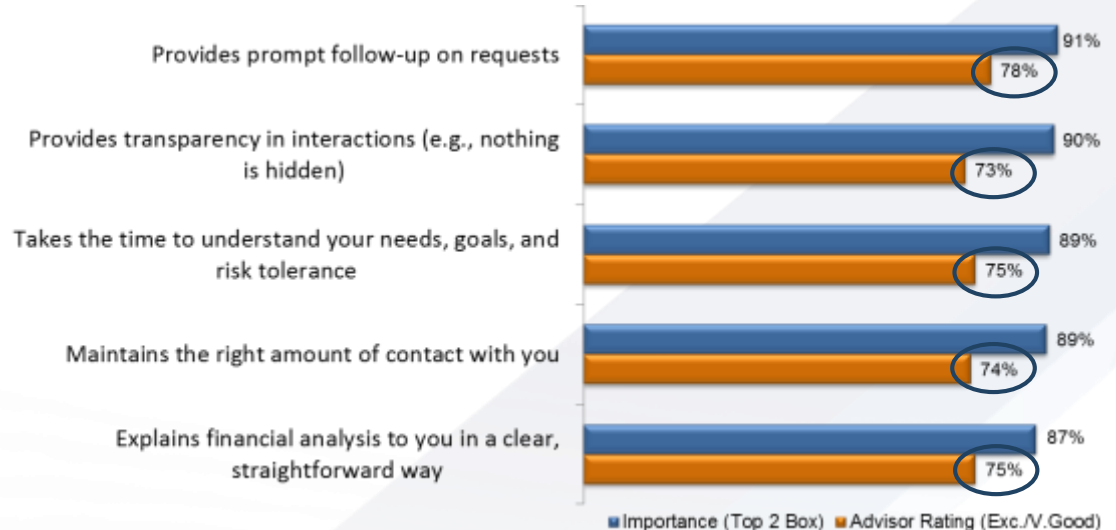 Provides prompt follow-up on requests
91%
78%
Provides transparency in interactions (e.g., nothing
is hidden)
90%
73%
Takes the time to understand your needs, goals, and
risk tolerance
89%
75%
Maintains the right amount of contact with you
89%
74%
Explains financial analysis to you in a clear,
straightforward way
87%
75%
Importance (Top 2 Box) Advisor Rating (Exc./V.Good)